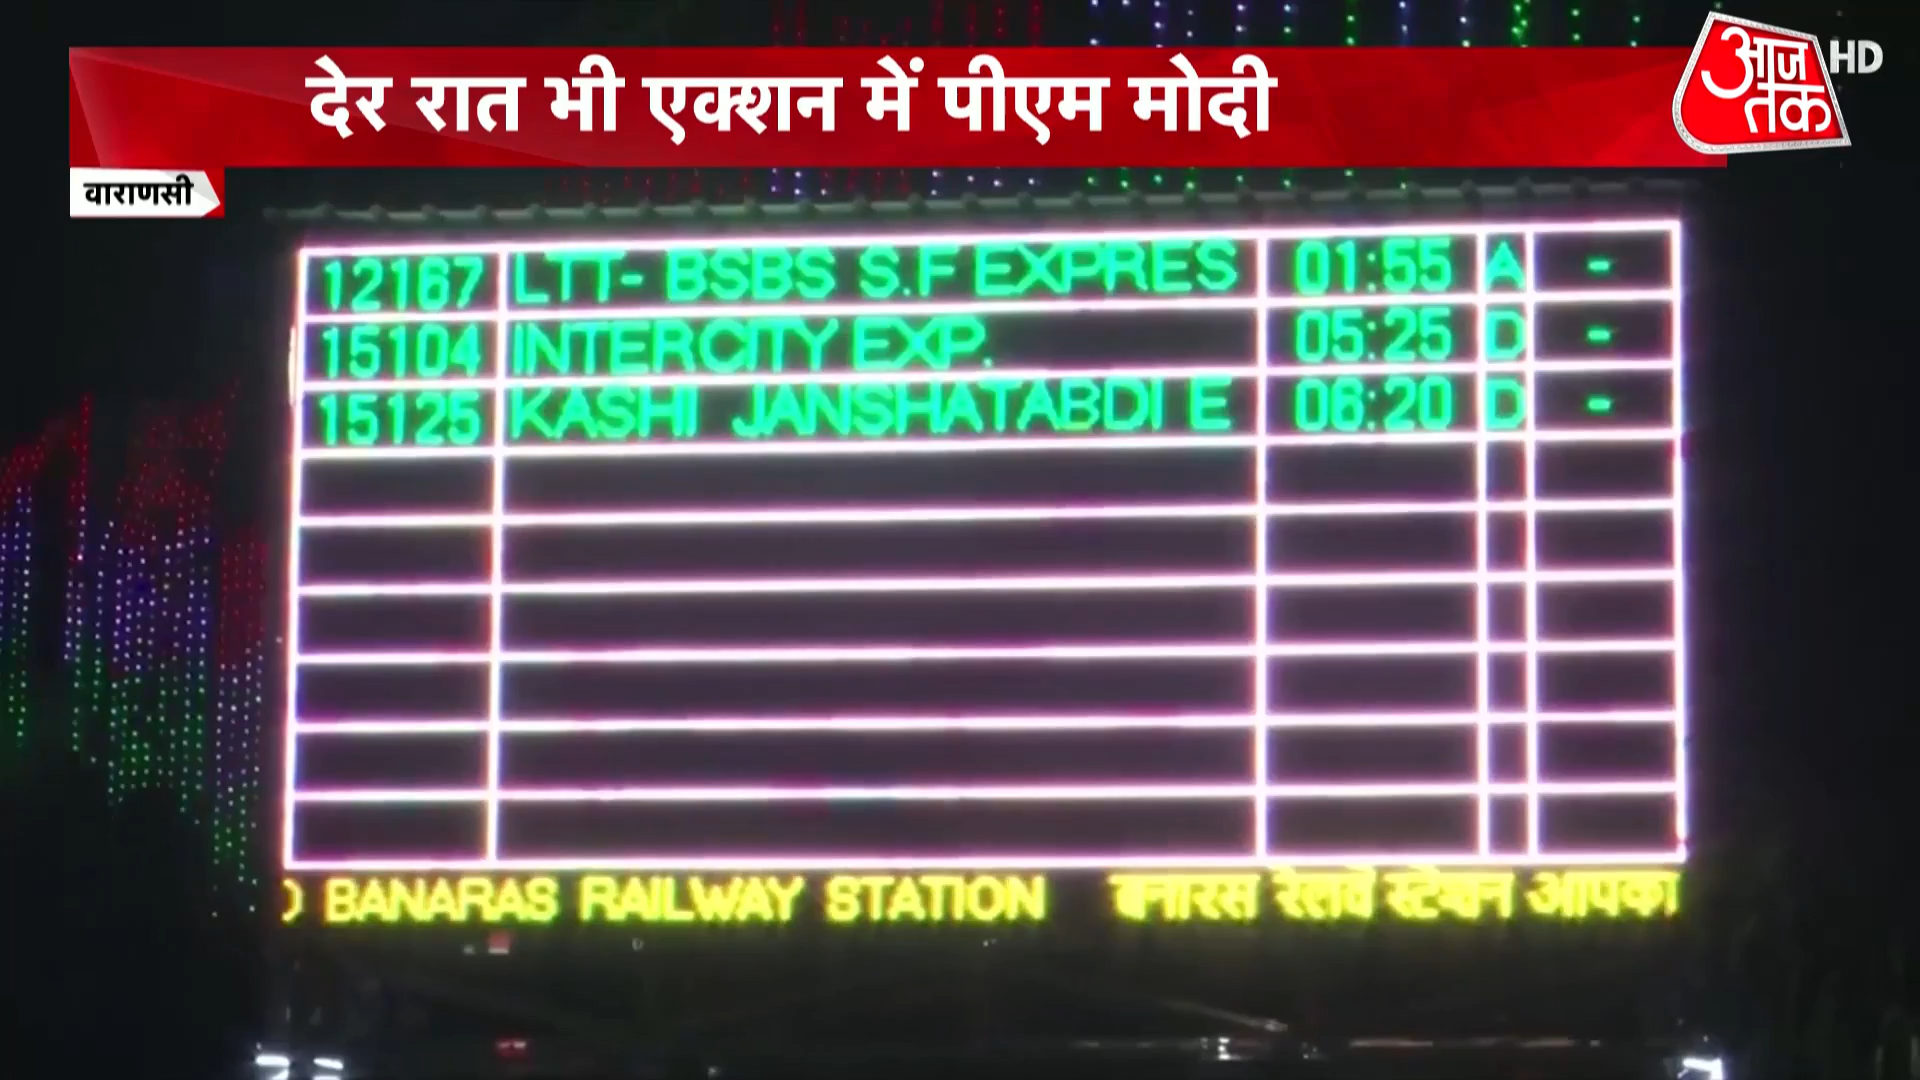 देर रात भी एक्शन में पीएम मोदी
आज तक HD
वाराणसी
12167 LTT- BSBS S.F EXPRES 01:55 A -
15104 INTERCITY EXP. 05:25 D -
15125 KASHI JANSHATABDI E 06:20 D -
BANARAS RAILWAY STATION बनारस रेलवे स्टेशन आपका